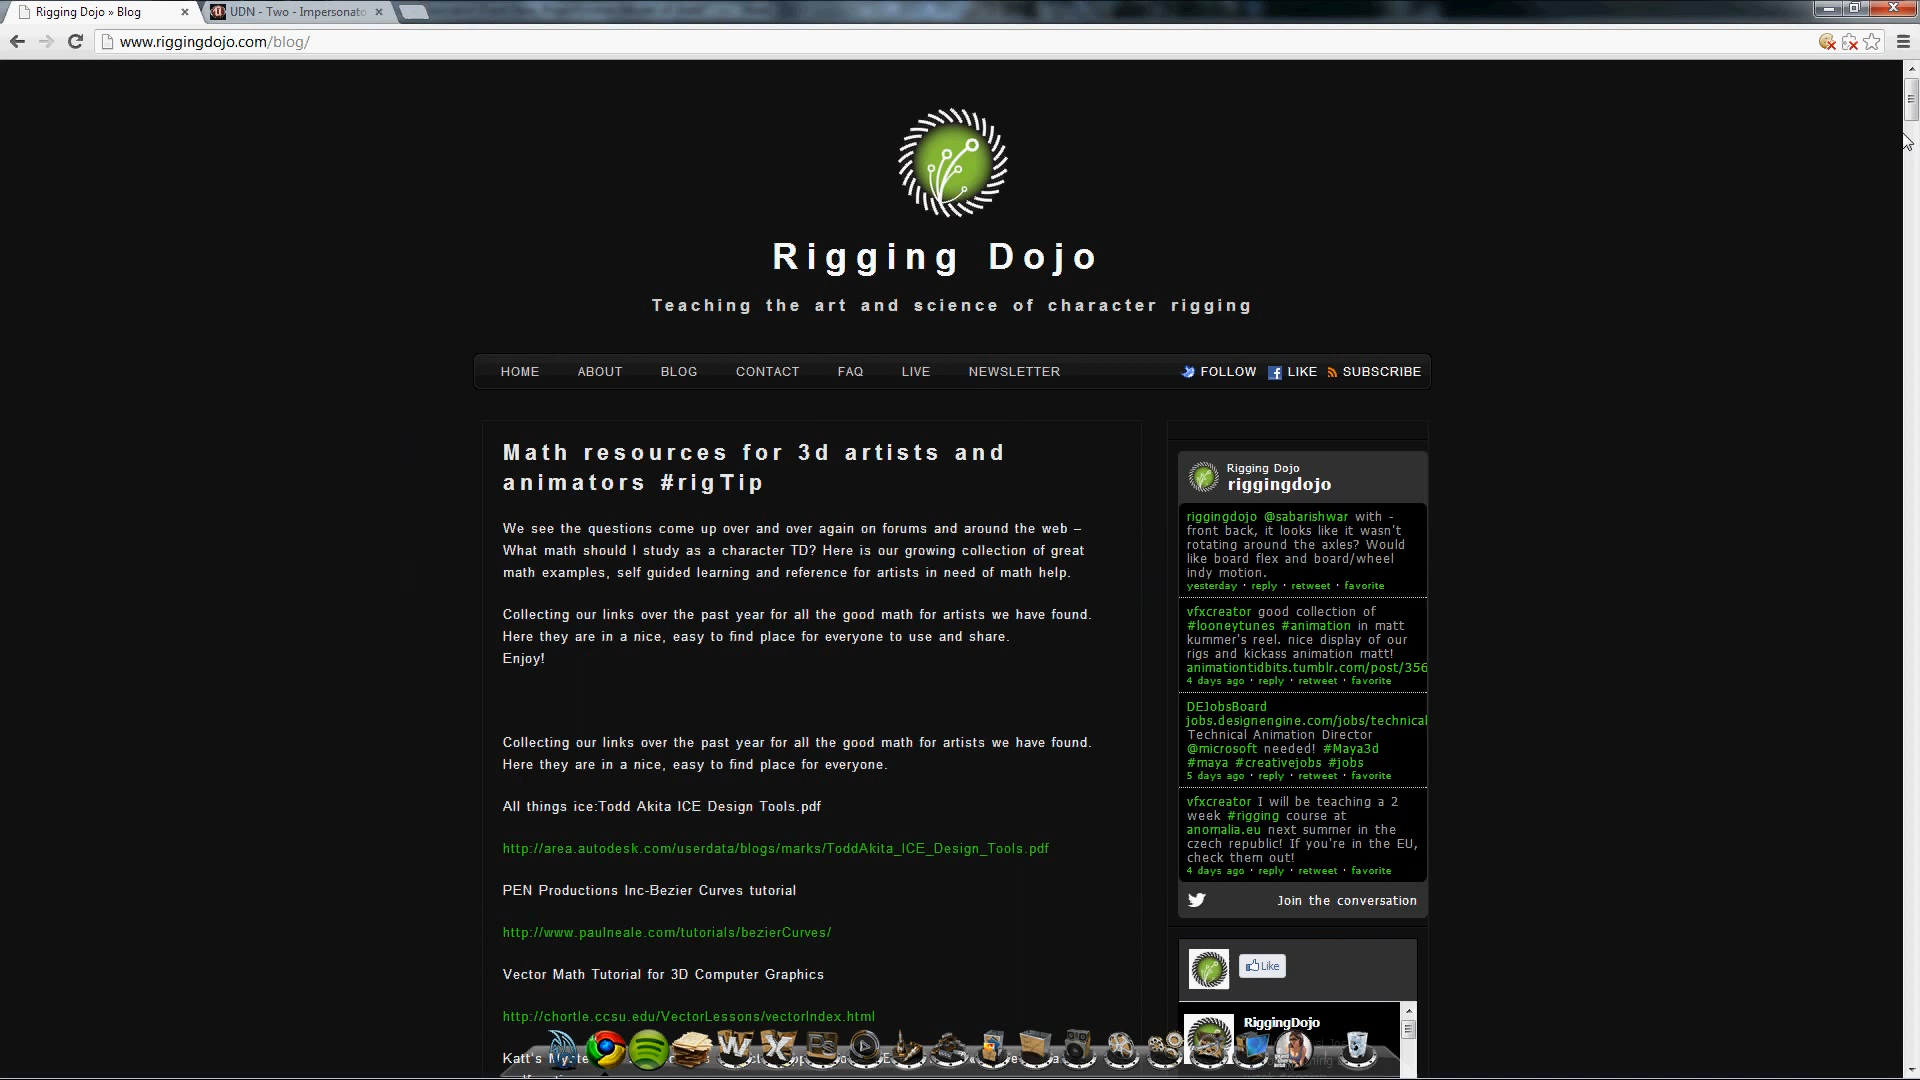 Rigging Dojo » Blog
UDN - Two - Impersonato
www.riggingdojo.com/blog/
Rigging Dojo
Teaching the art and science of character rigging
HOME ABOUT BLOG CONTACT FAQ LIVE NEWSLETTER FOLLOW LIKE SUBSCRIBE
Math resources for 3d artists and
animators #rigTip
We see the questions come up over and over again on forums and around the web –
What math should I study as a character TD? Here is our growing collection of great
math examples, self guided learning and reference for artists in need of math help.
Collecting our links over the past year for all the good math for artists we have found.
Here they are in a nice, easy to find place for everyone to use and share.
Enjoy!
Collecting our links over the past year for all the good math for artists we have found.
Here they are in a nice, easy to find place for everyone.
All things ice:Todd Akita ICE Design Tools.pdf
http://area.autodesk.com/userdata/blogs/marks/ToddAkita_ICE_Design_Tools.pdf
PEN Productions Inc-Bezier Curves tutorial
http://www.paulneale.com/tutorials/bezierCurves/
Vector Math Tutorial for 3D Computer Graphics
http://chortle.ccsu.edu/VectorLessons/vectorIndex.html
Katt's
Rigging Dojo
riggingdojo
riggingdojo @sabarishwar with -
front back, it looks like it wasn't
rotating around the axles? Would
like board flex and board/wheel
indy motion.
yesterday · reply · retweet · favorite
vfxcreator good collection of
#looneytunes #animation in matt
kummer's reel. nice display of our
rigs and kickass animation matt!
animationtidbits.tumblr.com/post/356
4 days ago · reply · retweet · favorite
DEJobsBoard
jobs.designengine.com/jobs/technical
Technical Animation Director
@microsoft needed! #Maya3d
#maya #creativejobs #jobs
5 days ago · reply · retweet · favorite
vfxcreator I will be teaching a 2
week #rigging course at
anomalia.eu next summer in the
czech republic! If you're in the EU,
check them out!
4 days ago · reply · retweet · favorite
Join the conversation
Like
RiggingDojo